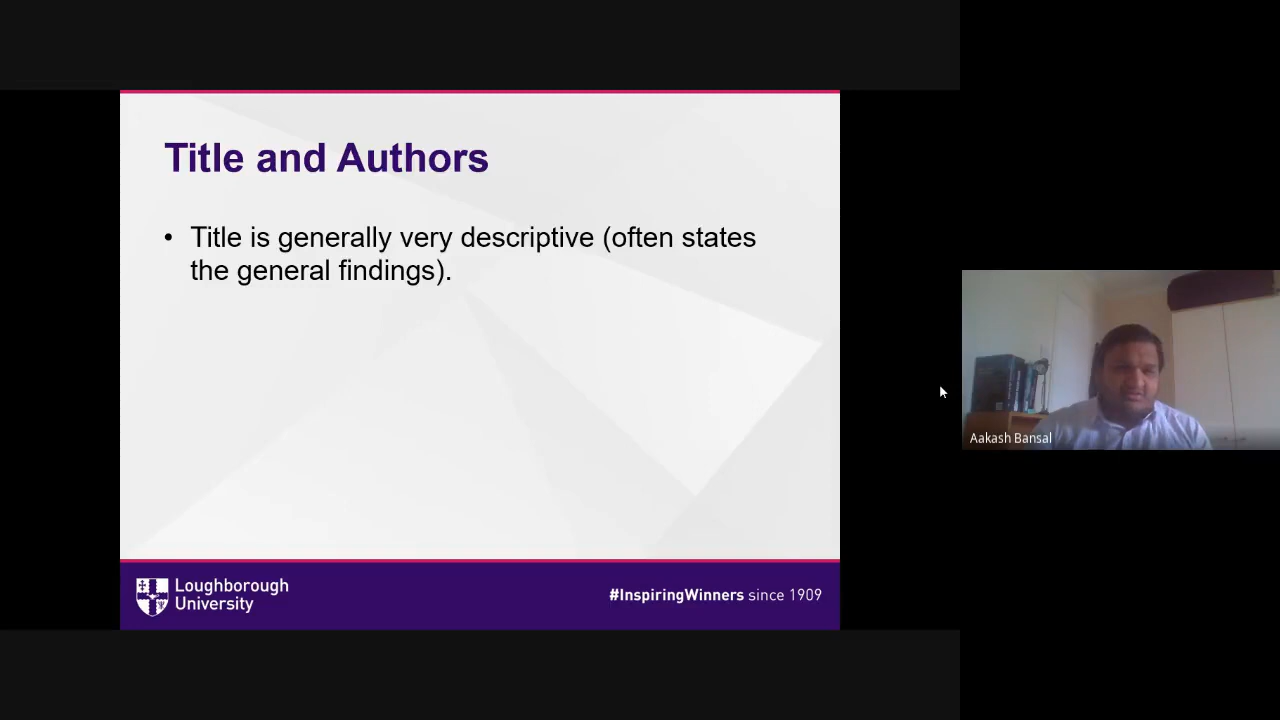 Title and Authors
• Title is generally very descriptive (often states
the general findings).
Loughborough
University
#InspiringWinners since 1909
Aakash Bansal